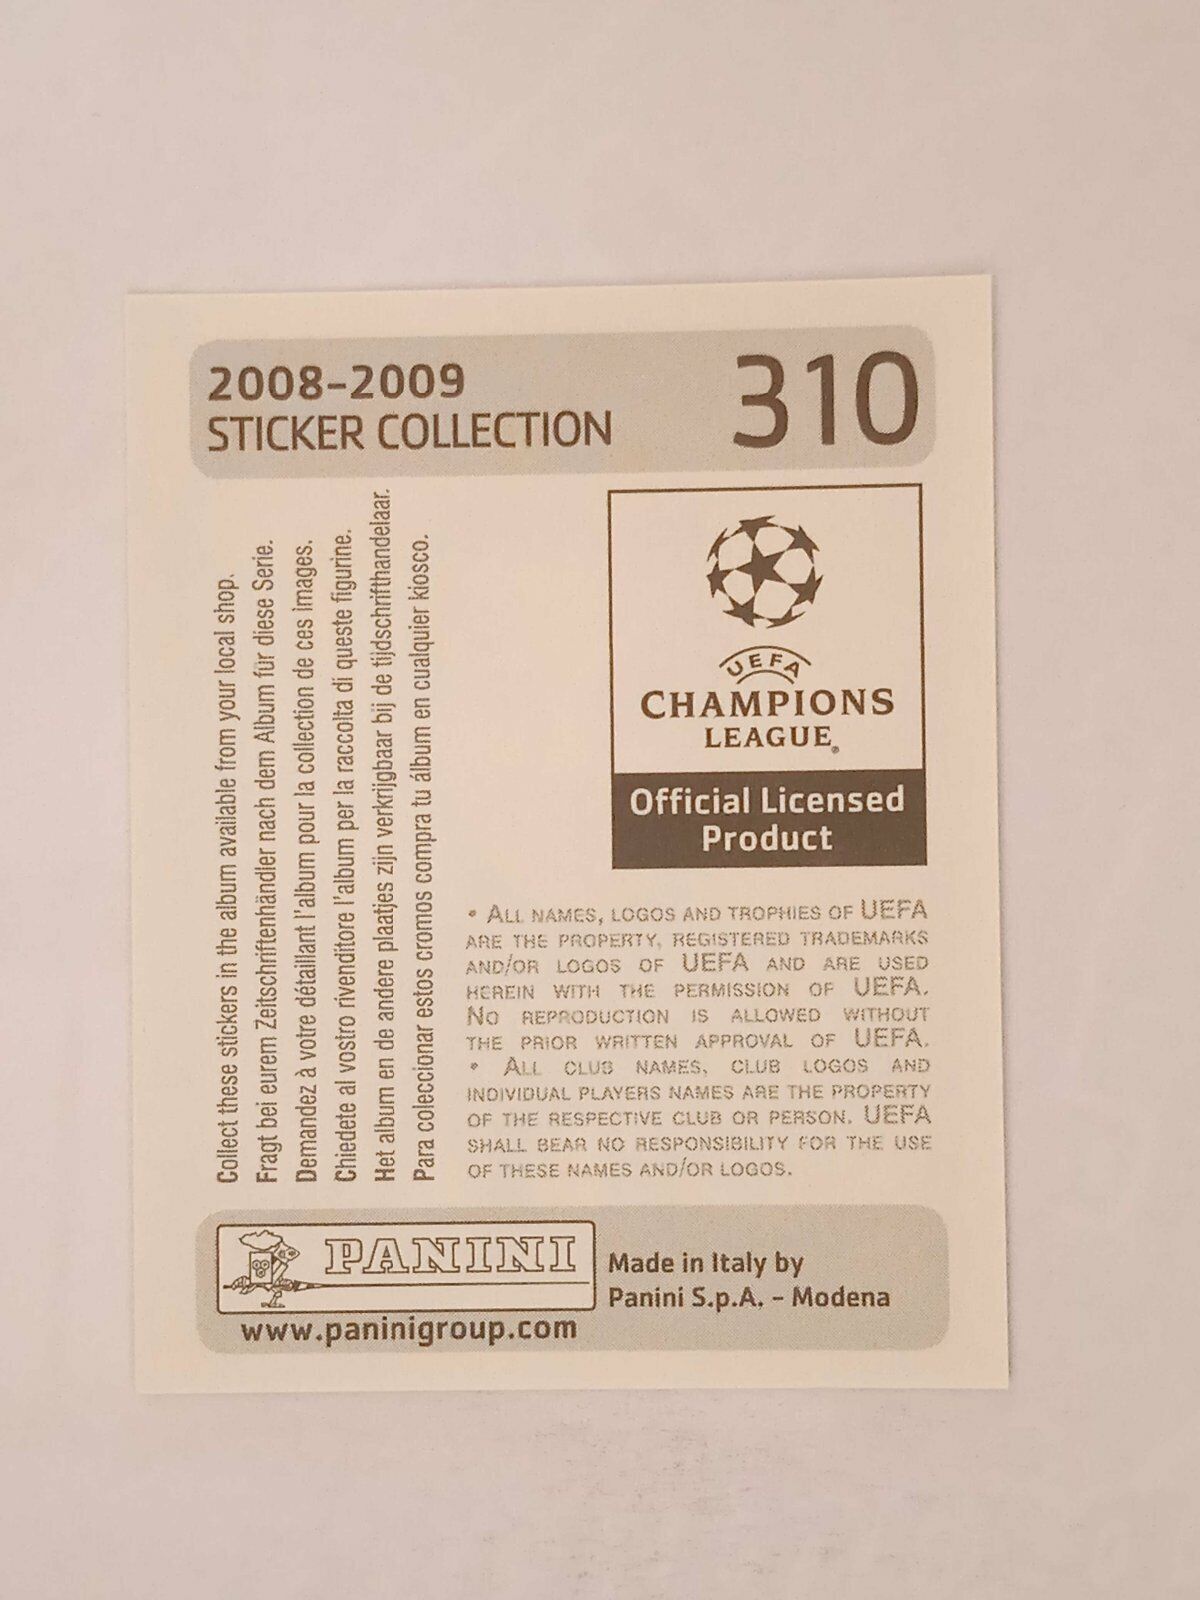 2008-2009
STICKER COLLECTION
310
Collect these stickers in the album available from your local shop.
Fragt bei eurem Zeitschriftenhändler nach dem Album für diese Serie.
Demandez à votre détaillant l'album pour la collection de ces images.
Chiedete al vostro rivenditore l'album per la raccolta di queste figurine.
Het album en de andere plaatjes zijn verkrijgbaar bij de tijdschrifthandelaar.
Para coleccionar estos cromos compra tu álbum en cualquier kiosco.
UEFA
CHAMPIONS
LEAGUE®
Official Licensed
Product
• ALL NAMES, LOGOS AND TROPHIES OF UEFA
ARE THE PROPERTY, REGISTERED TRADEMARKS
AND/OR LOGOS OF UEFA AND ARE USED
HEREIN WITH THE PERMISSION OF UEFA.
NO REPRODUCTION IS ALLOWED WITHOUT
THE PRIOR WRITTEN APPROVAL OF UEFA.
• ALL CLUB NAMES, CLUB LOGOS AND
INDIVIDUAL PLAYERS NAMES ARE THE PROPERTY
OF THE RESPECTIVE CLUB OR PERSON. UEFA
SHALL BEAR NO RESPONSIBILITY FOR THE USE
OF THESE NAMES AND/OR LOGOS.
PANINI
www.paninigroup.com
Made in Italy by
Panini S.p.A. - Modena